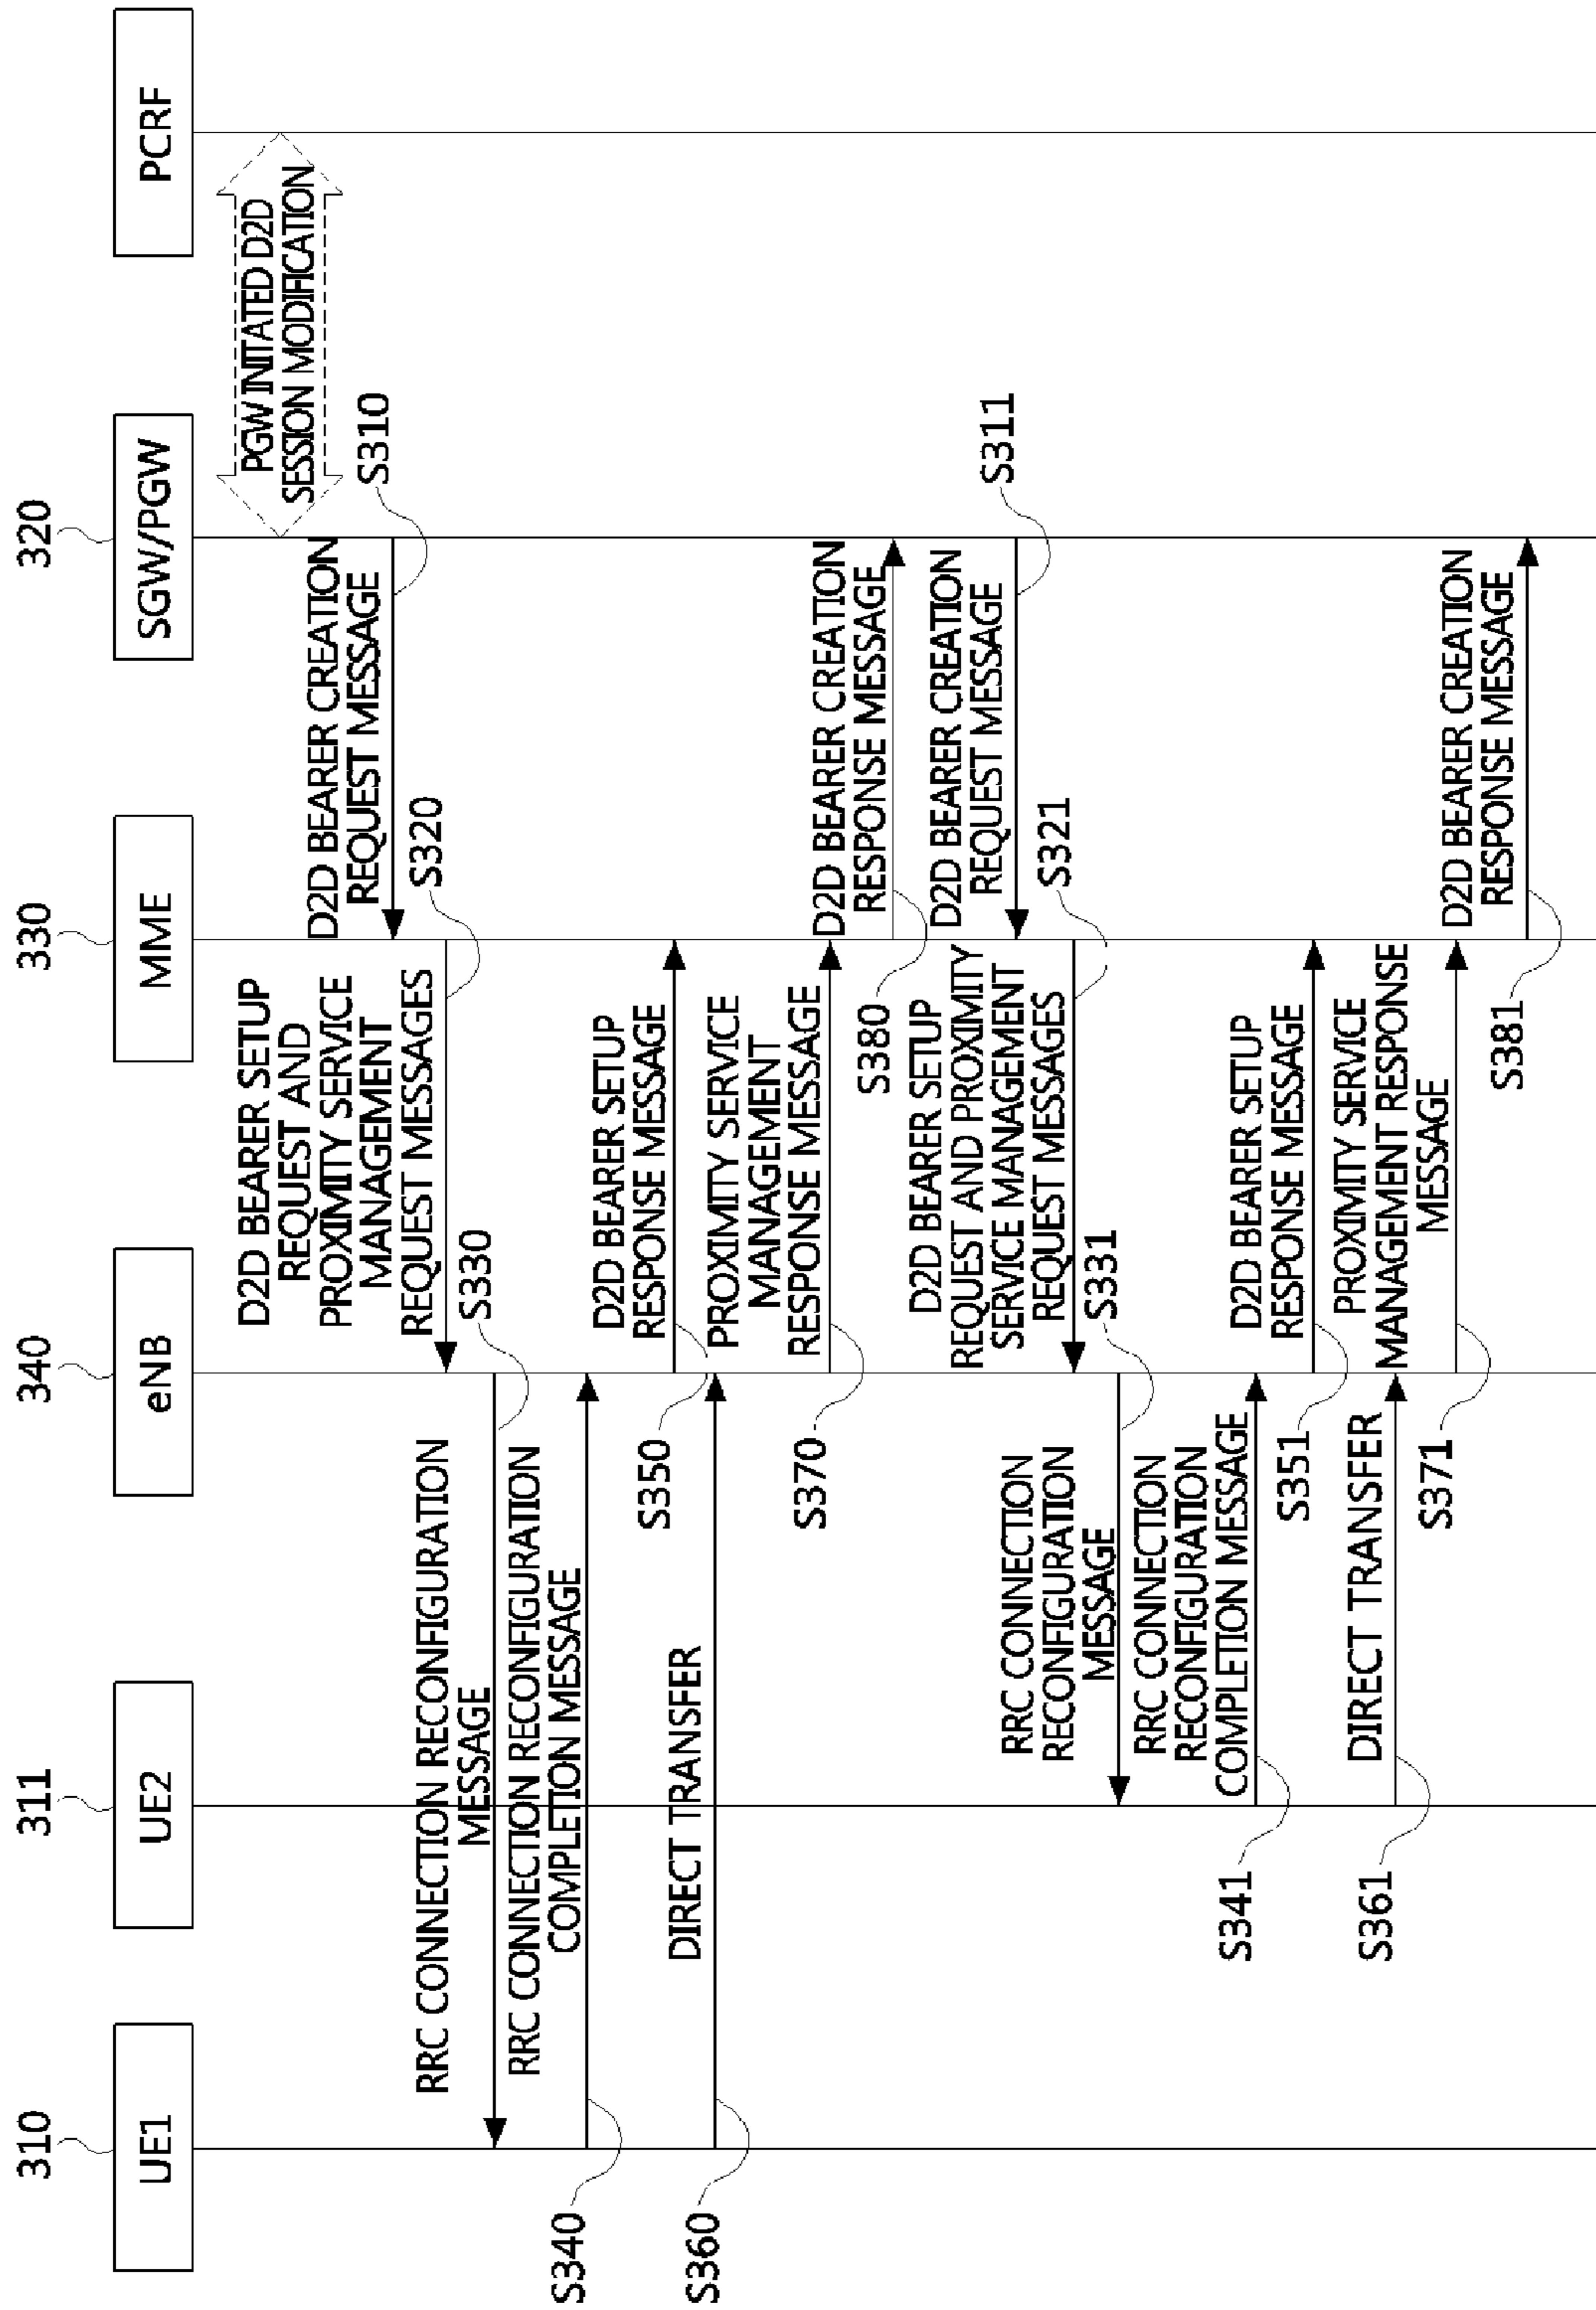 310
311
340
330
320
UE1
UE2
eNB
MME
SGW/PGW
PCRF
PGW INITATED D2D
SESSION MODIFICATION
D2D BEARER CREATION
REQUEST MESSAGE
S310
D2D BEARER SETUP
REQUEST AND
PROXIMITY SERVICE
MANAGEMENT
REQUEST MESSAGES
S320
RRC CONNECTION RECONFIGURATION
MESSAGE
S330
RRC CONNECTION RECONFIGURATION
COMPLETION MESSAGE
S340
D2D BEARER SETUP
RESPONSE MESSAGE
S350
DIRECT TRANSFER
S360
PROXIMITY SERVICE
MANAGEMENT
RESPONSE MESSAGE
S370
D2D BEARER CREATION
RESPONSE MESSAGE
S380
D2D BEARER CREATION
REQUEST MESSAGE
S311
D2D BEARER SETUP
REQUEST AND PROXIMITY
SERVICE MANAGEMENT
REQUEST MESSAGES
S321
RRC CONNECTION
RECONFIGURATION
MESSAGE
S331
RRC CONNECTION
RECONFIGURATION
COMPLETION MESSAGE
S341
D2D BEARER SETUP
RESPONSE MESSAGE
S351
DIRECT TRANSFER
S361
PROXIMITY SERVICE
MANAGEMENT RESPONSE
MESSAGE
S371
D2D BEARER CREATION
RESPONSE MESSAGE
S381